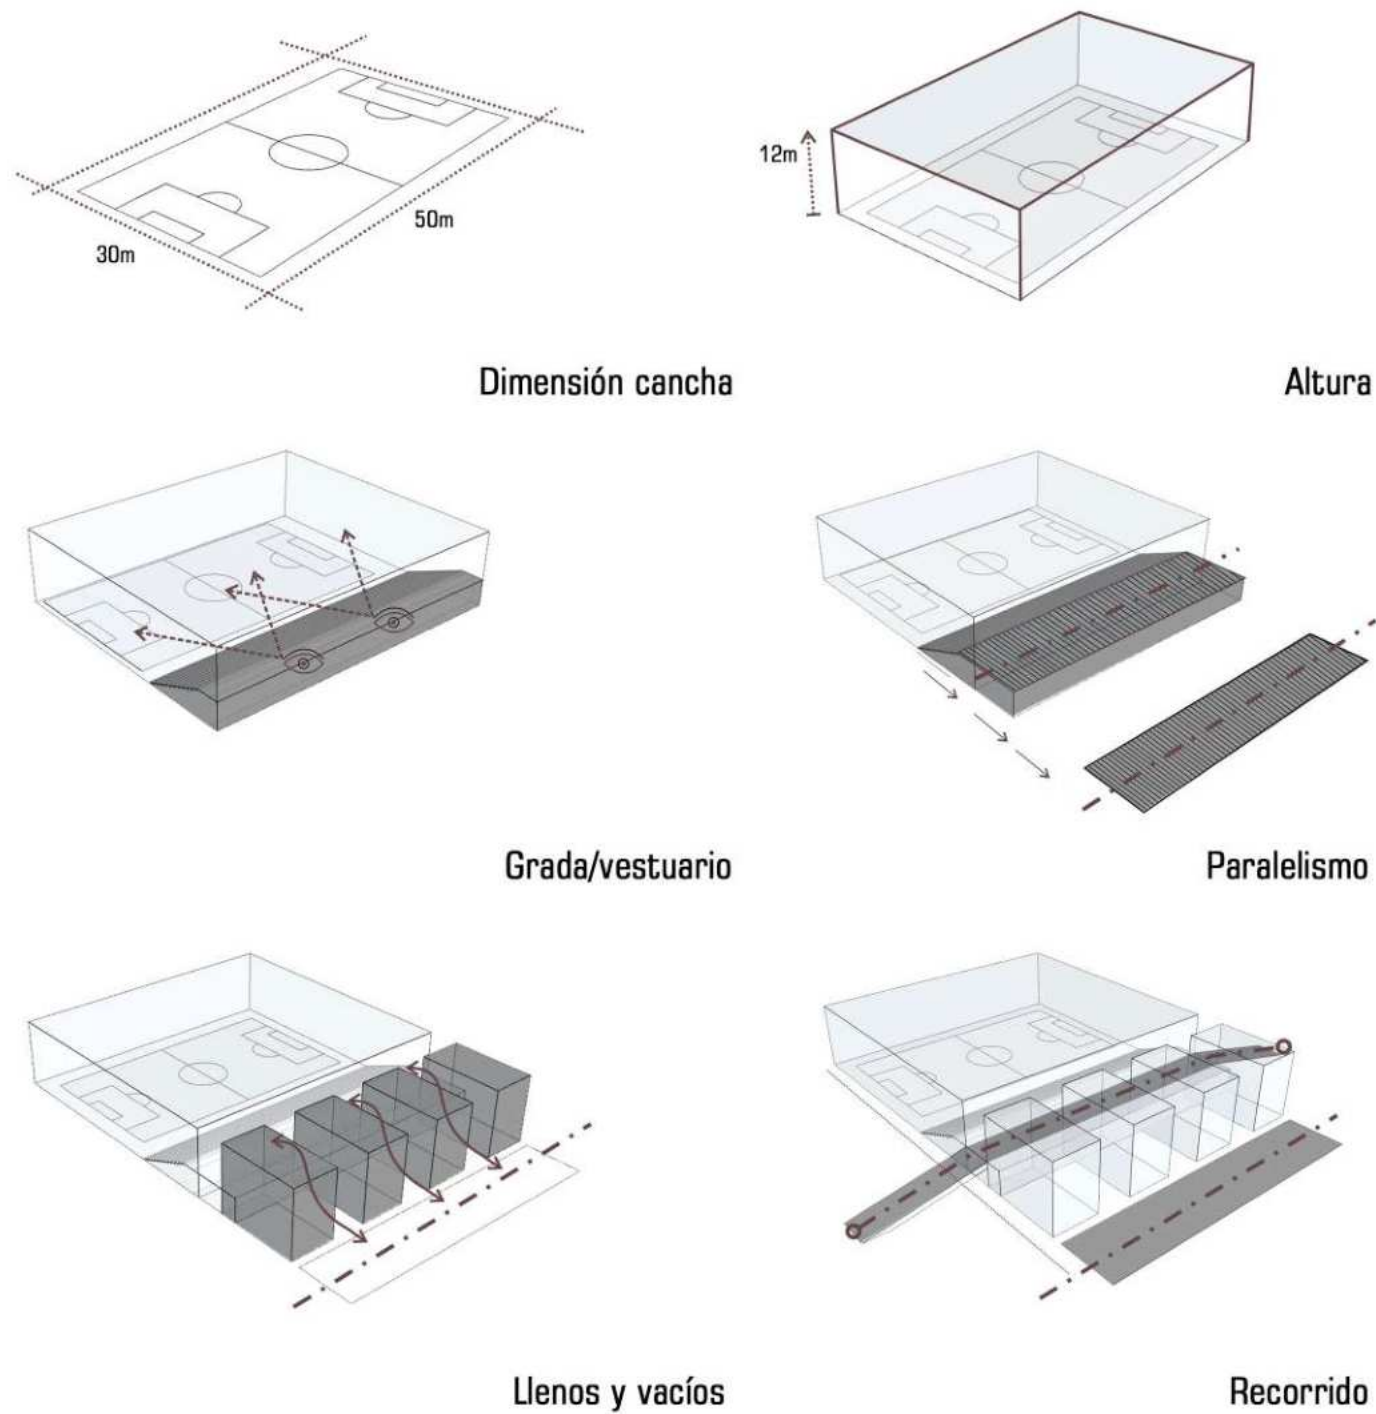 50m
30m
Dimensión cancha
12m
Altura
Grada/vestuario
Paralelismo
Llenos y vacíos
Recorrido